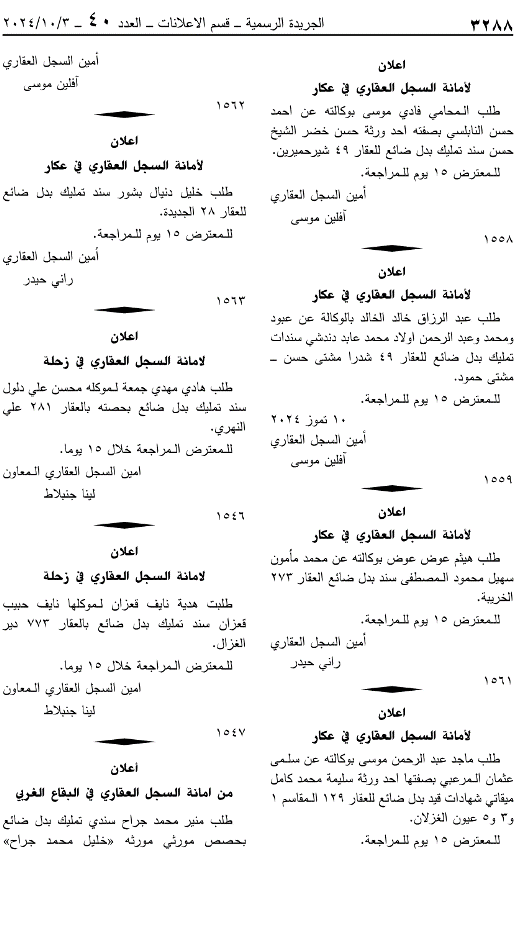 ٣٢٨٨
الجريدة الرسمية – قسم الاعلانات – العدد ٤٠ – ٢٠٢٤/١٠/٣
اعلان
لأمانة السجل العقاري في عكار
طلب المحامي فادي موسى بوكالته عن احمد
حسن النابلسي بصفته احد ورثة حسن خضر الشيخ
حسن سند تمليك بدل ضائع للعقار ٤٩ شيرحميرين.
للمعترض ١٥ يوم للمراجعة.
أمين السجل العقاري
آفلين موسى
١٥٥٨
اعلان
لأمانة السجل العقاري في عكار
طلب عبد الرزاق خالد الخالد بالوكالة عن عبود
ومحمد وعبد الرحمن اولاد محمد عابد دندشي سندات
تمليك بدل ضائع للعقار ٤٩ شدرا مشتى حسن –
مشتى حمود.
للمعترض ١٥ يوم للمراجعة.
١٠ تموز ٢٠٢٤
أمين السجل العقاري
آفلين موسى
١٥٥٩
اعلان
لأمانة السجل العقاري في عكار
طلب هيثم عوض عوض بوكالته عن محمد مأمون
سهيل محمود المصطفى سند بدل ضائع العقار ٢٧٣
الخريبة.
للمعترض ١٥ يوم للمراجعة.
أمين السجل العقاري
راني حيدر
١٥٦١
اعلان
لأمانة السجل العقاري في عكار
طلب ماجد عبد الرحمن موسى بوكالته عن سلمى
عثمان المرعبي بصفتها احد ورثة سليمة محمد كامل
ميقاتي شهادات قيد بدل ضائع للعقار ١٢٩ المقاسم ١
و٣ و٥ عيون الغزلان.
للمعترض ١٥ يوم للمراجعة.
أمين السجل العقاري
آفلين موسى
١٥٦٢
اعلان
لأمانة السجل العقاري في عكار
طلب خليل دنيال بشور سند تمليك بدل ضائع
للعقار ٢٨ الجديدة.
للمعترض ١٥ يوم للمراجعة.
أمين السجل العقاري
راني حيدر
١٥٦٣
اعلان
لامانة السجل العقاري في زحلة
طلب هادي مهدي جمعة لموكله محسن علي دلول
سند تمليك بدل ضائع بحصته بالعقار ٢٨١ علي
النهري.
للمعترض المراجعة خلال ١٥ يوما.
امين السجل العقاري المعاون
لينا جنبلاط
١٥٤٦
اعلان
لامانة السجل العقاري في زحلة
طلبت هدية نايف قعزان لموكلها نايف حبيب
قعزان سند تمليك بدل ضائع بالعقار ٧٧٣ دير
الغزال.
للمعترض المراجعة خلال ١٥ يوما.
امين السجل العقاري المعاون
لينا جنبلاط
١٥٤٧
أعلان
من امانة السجل العقاري في البقاع الغربي
طلب منير محمد جراح سندي تمليك بدل ضائع
بحصص مورثي مورثه «خليل محمد جراح»